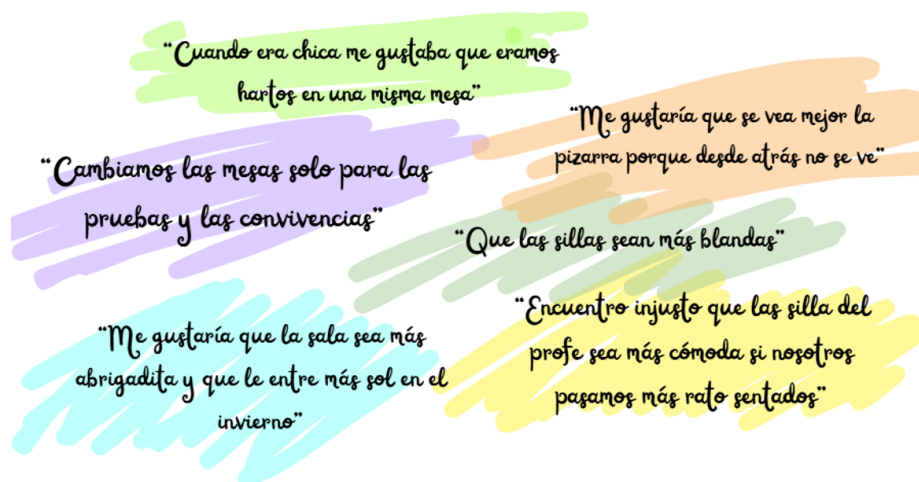 “Cuando era chica me gustaba que eramos
hartos en una misma mesa”
“Me gustaría que se vea mejor la
pizarra porque desde atrás no se ve”
“Cambiamos las mesas solo para las
pruebas y las convivencias”
“Que las sillas sean más blandas”
“Encuentro injusto que las silla del
profe sea más cómoda si nosotros
pasamos más rato sentados”
“Me gustaría que la sala sea más
abrigadita y que le entre más sol en el
invierno”